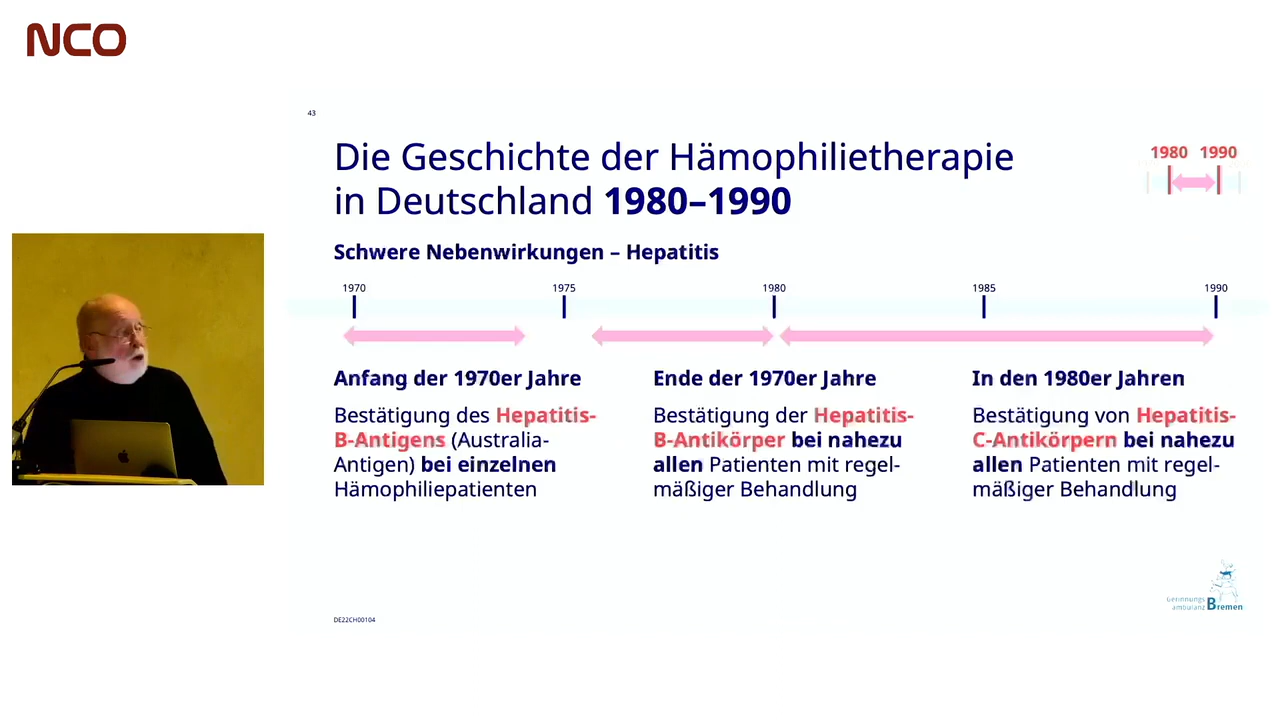 NCO
43
Die Geschichte der Hämophilietherapie
in Deutschland 1980–1990
1980 1990
Schwere Nebenwirkungen – Hepatitis
1970 1975 1980 1985 1990
Anfang der 1970er Jahre
Bestätigung des Hepatitis-
B-Antigens (Australia-
Antigen) bei einzelnen
Hämophiliepatienten
Ende der 1970er Jahre
Bestätigung der Hepatitis-
B-Antikörper bei nahezu
allen Patienten mit regel-
mäßiger Behandlung
In den 1980er Jahren
Bestätigung von Hepatitis-
C-Antikörpern bei nahezu
allen Patienten mit regel-
mäßiger Behandlung
Gerinnungs
ambulanz Bremen
DE22CH00104